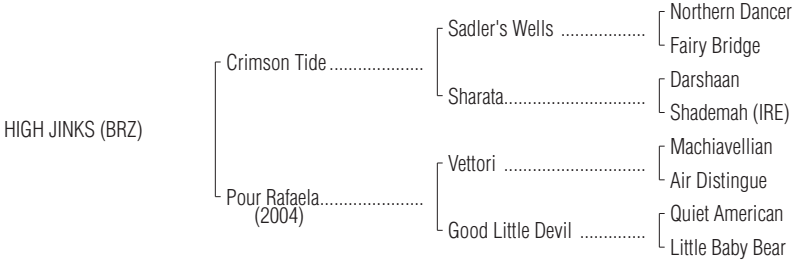 Northern Dancer
Sadler's Wells ...................
Fairy Bridge
Crimson Tide.....................
Darshaan
Sharata................................
Shademah (IRE)
HIGH JINKS (BRZ)
Machiavellian
Vettori ................................
Air Distingue
Pour Rafaela.......................
(2004)
Quiet American
Good Little Devil ...............
Little Baby Bear